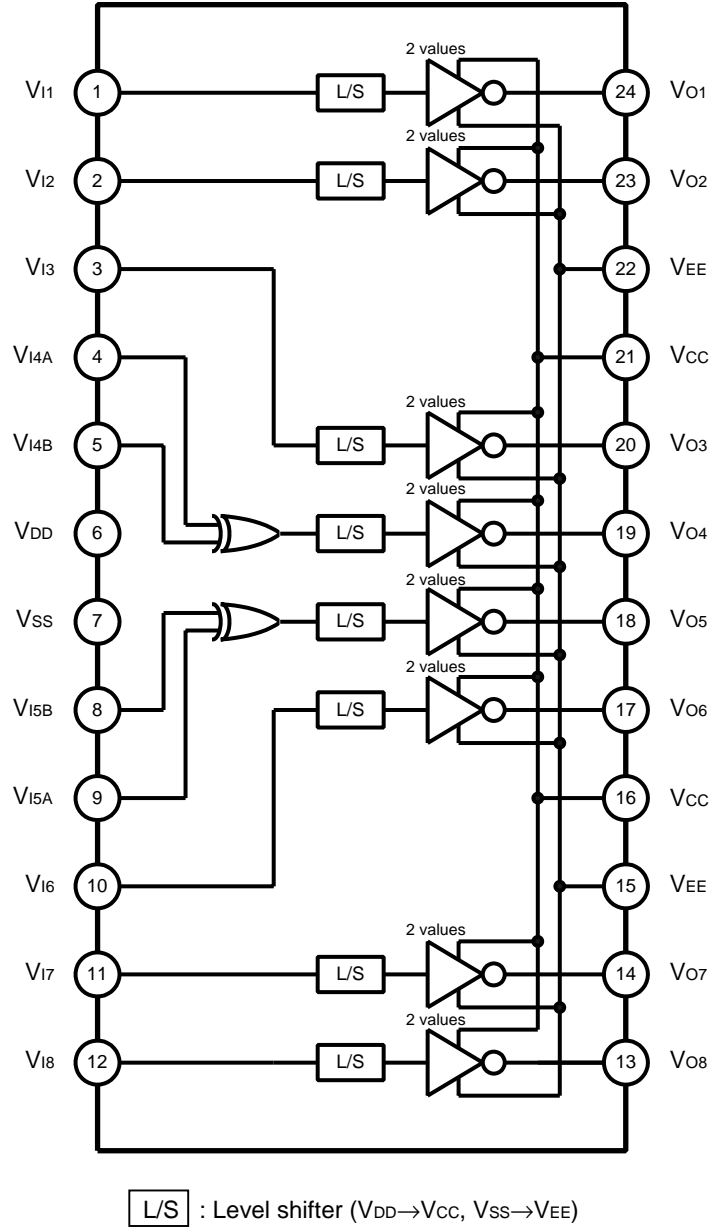 2 values
VI1 1 L/S 24 VO1
2 values
VI2 2 L/S 23 VO2
VI3 3 22 VEE
VI4A 4 21 VCC
2 values
VI4B 5 L/S 20 VO3
2 values
VDD 6 L/S 19 VO4
2 values
VSS 7 L/S 18 VO5
2 values
VI5B 8 L/S 17 VO6
VI5A 9 16 VCC
VI6 10 15 VEE
2 values
VI7 11 L/S 14 VO7
2 values
VI8 12 L/S 13 VO8
L/S : Level shifter (VDD→VCC, VSS→VEE)